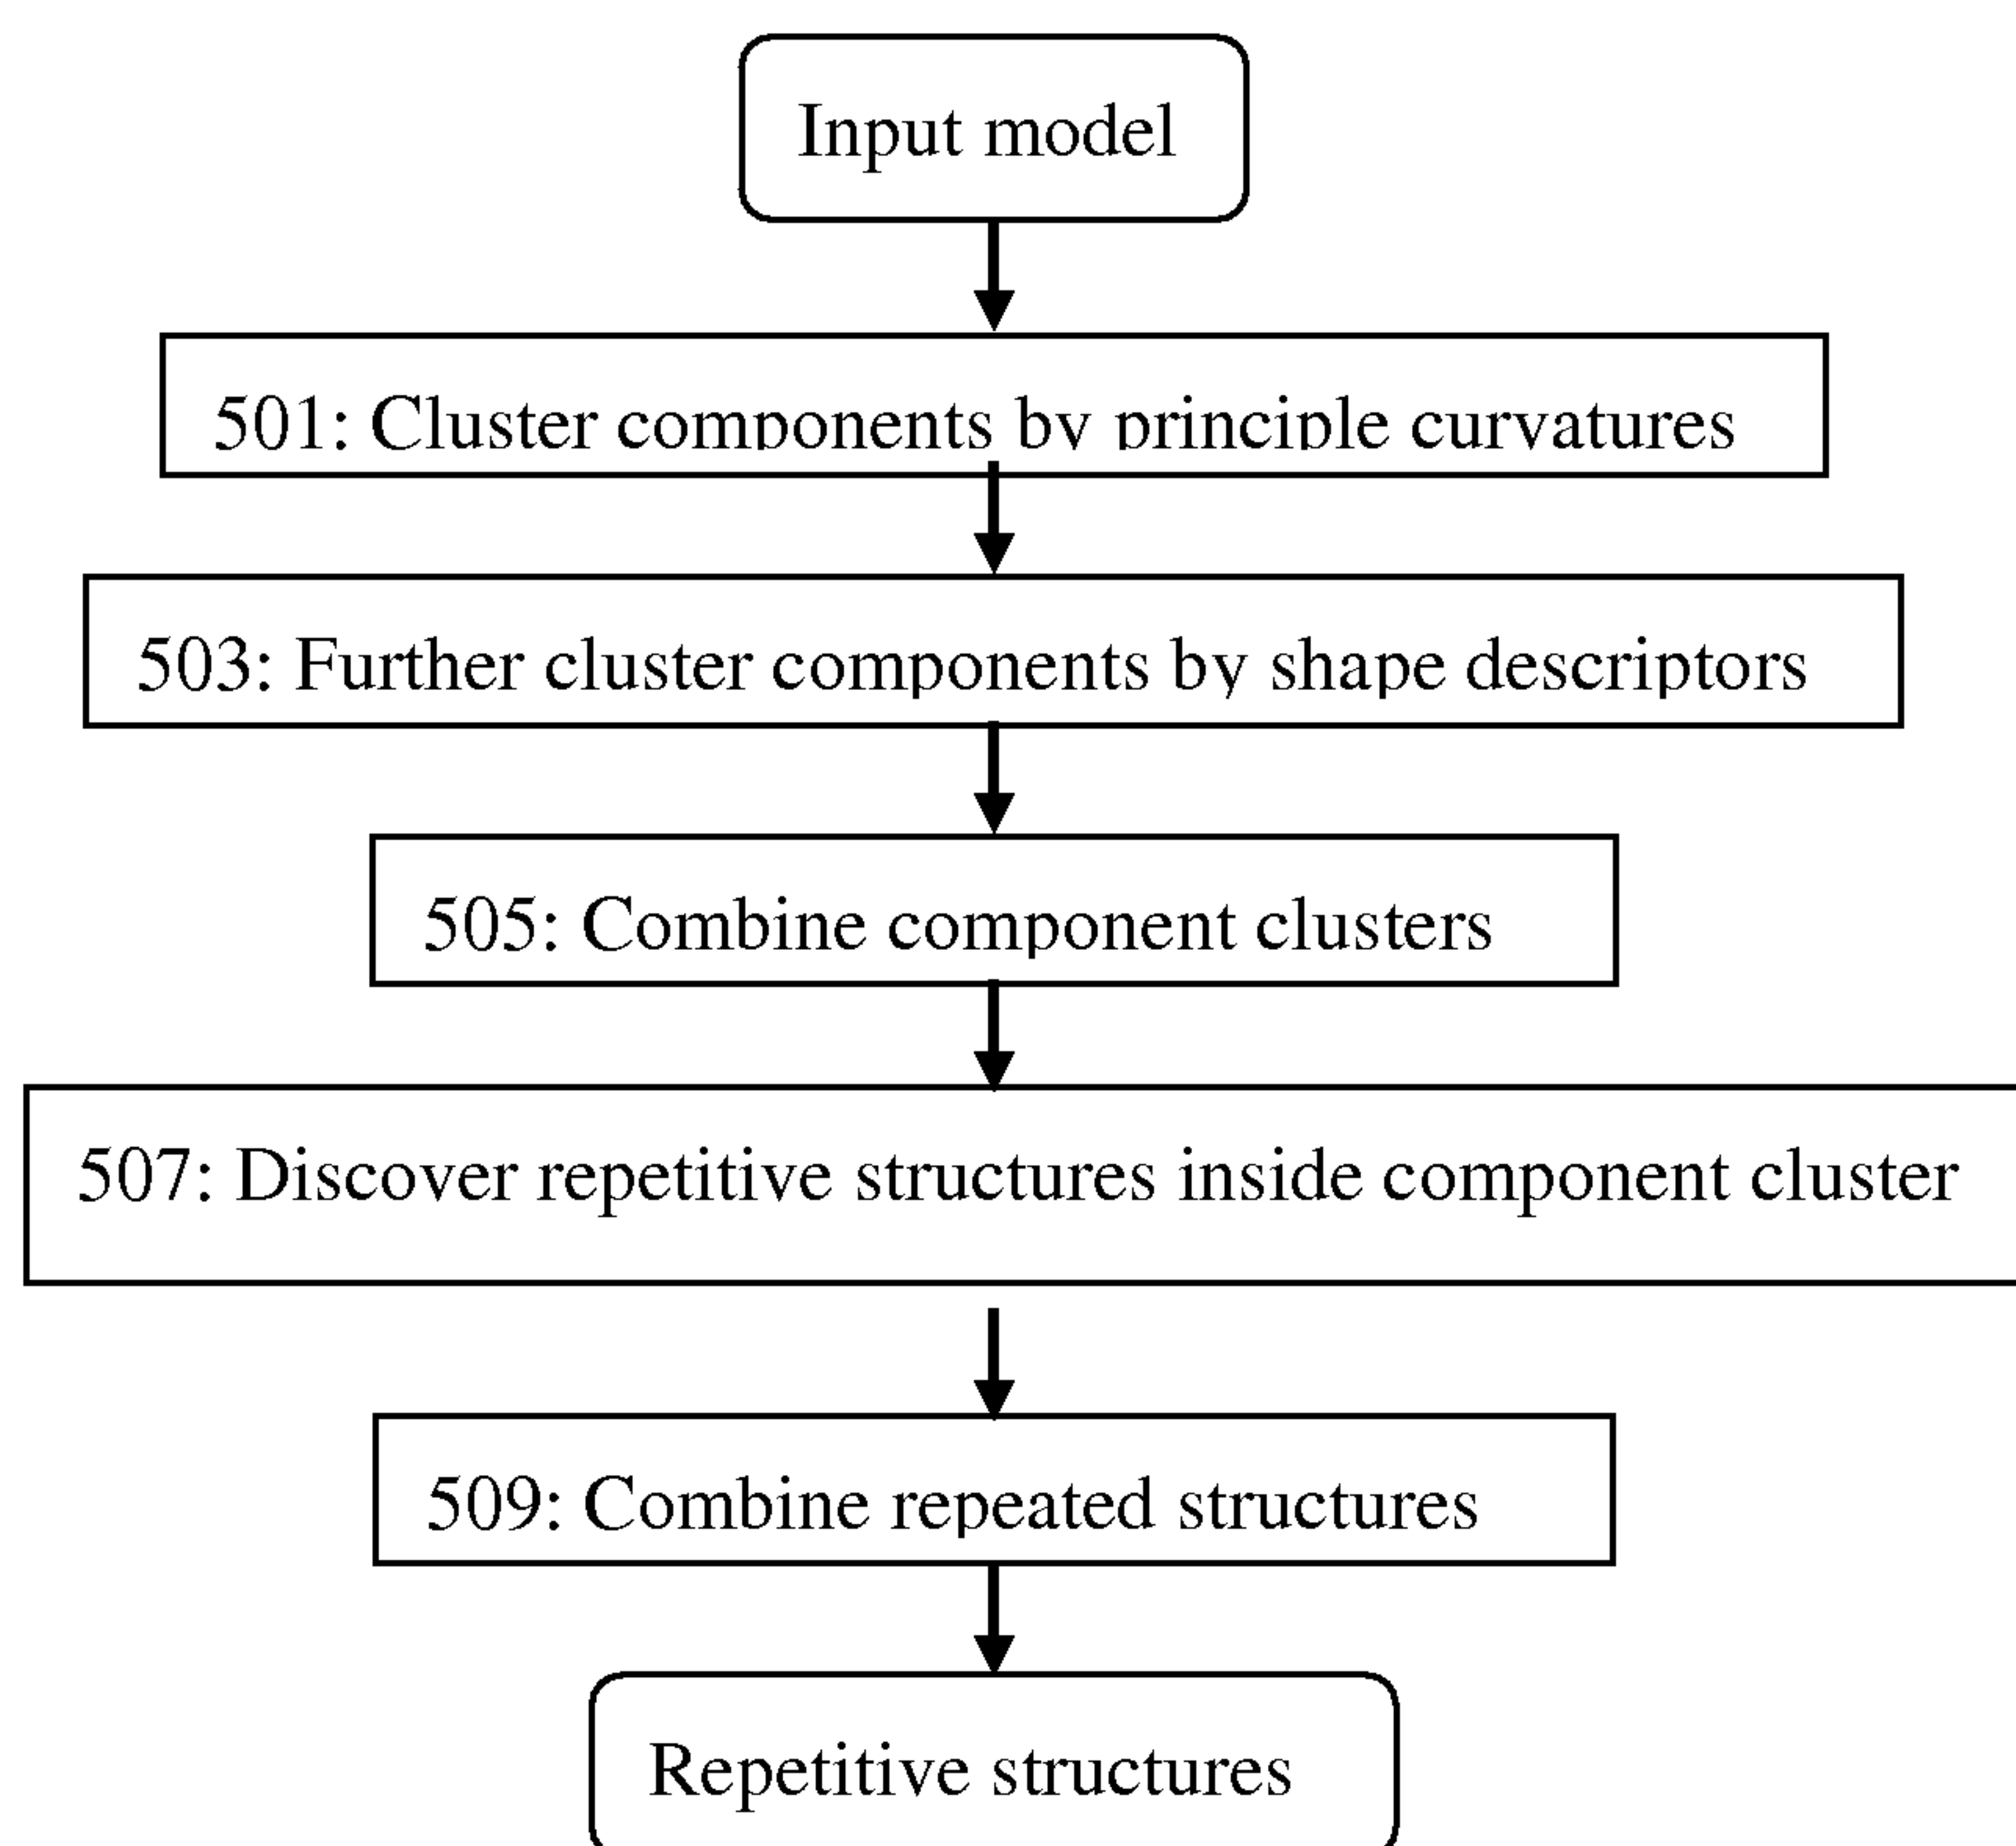 Input model
501: Cluster components by principle curvatures
503: Further cluster components by shape descriptors
505: Combine component clusters
507: Discover repetitive structures inside component cluster
509: Combine repeated structures
Repetitive structures